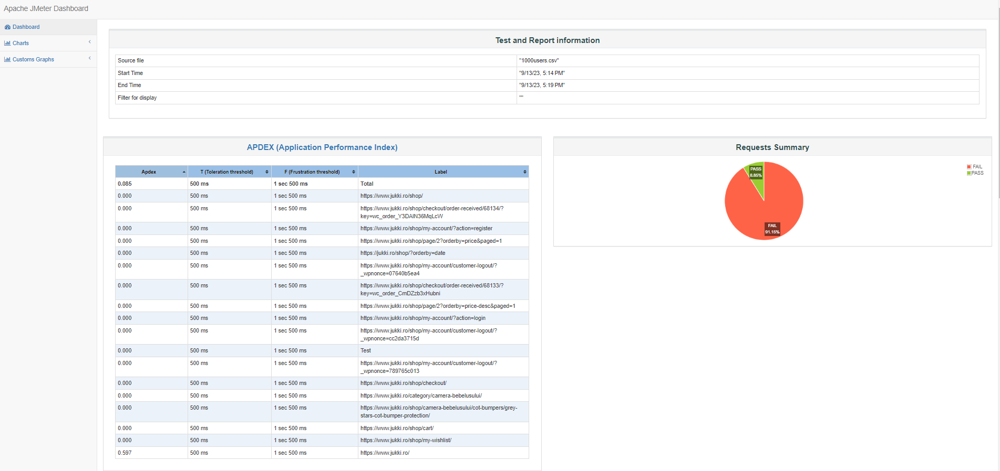 Apache JMeter Dashboard
Dashboard
Charts
Customs Graphs
Test and Report information
Source file "1000users.csv"
Start Time "9/13/23, 5:14 PM"
End Time "9/13/23, 5:19 PM"
Filter for display ""
APDEX (Application Performance Index)
Apdex T (Toleration threshold) F (Frustration threshold) Label
0.085 500 ms 1 sec 500 ms Total
0.000 500 ms 1 sec 500 ms https://www.jukki.ro/shop/
0.000 500 ms 1 sec 500 ms https://www.jukki.ro/shop/checkout/order-received/68134/?
key=wc_order_Y3DAIN36MqLcW
0.000 500 ms 1 sec 500 ms https://www.jukki.ro/shop/my-account/?action=register
0.000 500 ms 1 sec 500 ms https://www.jukki.ro/shop/page/2?orderby=price&paged=1
0.000 500 ms 1 sec 500 ms https://jukki.ro/shop/?orderby=date
0.000 500 ms 1 sec 500 ms https://www.jukki.ro/shop/my-account/customer-logout/?
_wpnonce=07640b5ea4
0.000 500 ms 1 sec 500 ms https://www.jukki.ro/shop/checkout/order-received/68133/?
key=wc_order_CmDZzb3xHubni
0.000 500 ms 1 sec 500 ms https://www.jukki.ro/shop/page/2?orderby=price-desc&paged=1
0.000 500 ms 1 sec 500 ms https://www.jukki.ro/shop/my-account/?action=login
0.000 500 ms 1 sec 500 ms https://www.jukki.ro/shop/my-account/customer-logout/?
_wpnonce=cc2da3715d
0.000 500 ms 1 sec 500 ms Test
0.000 500 ms 1 sec 500 ms https://www.jukki.ro/shop/my-account/customer-logout/?
_wpnonce=789765c013
0.000 500 ms 1 sec 500 ms https://www.jukki.ro/shop/checkout/
0.000 500 ms 1 sec 500 ms https://www.jukki.ro/category/camera-bebelusului/
0.000 500 ms 1 sec 500 ms https://www.jukki.ro/shop/camera-bebelusului/cot-bumpers/grey-
stars-cot-bumper-protection/
0.000 500 ms 1 sec 500 ms https://www.jukki.ro/shop/cart/
0.000 500 ms 1 sec 500 ms https://www.jukki.ro/shop/my-wishlist/
0.597 500 ms 1 sec 500 ms https://www.jukki.ro/
Requests Summary
PASS
8.85%
FAIL
91.15%
FAIL
PASS